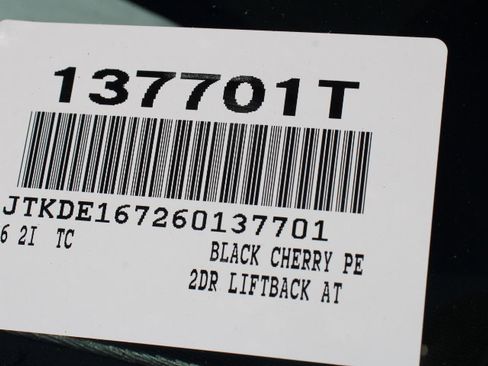 137701T
JTKDE167260137701
6 2I TC
BLACK CHERRY PE
2DR LIFTBACK AT